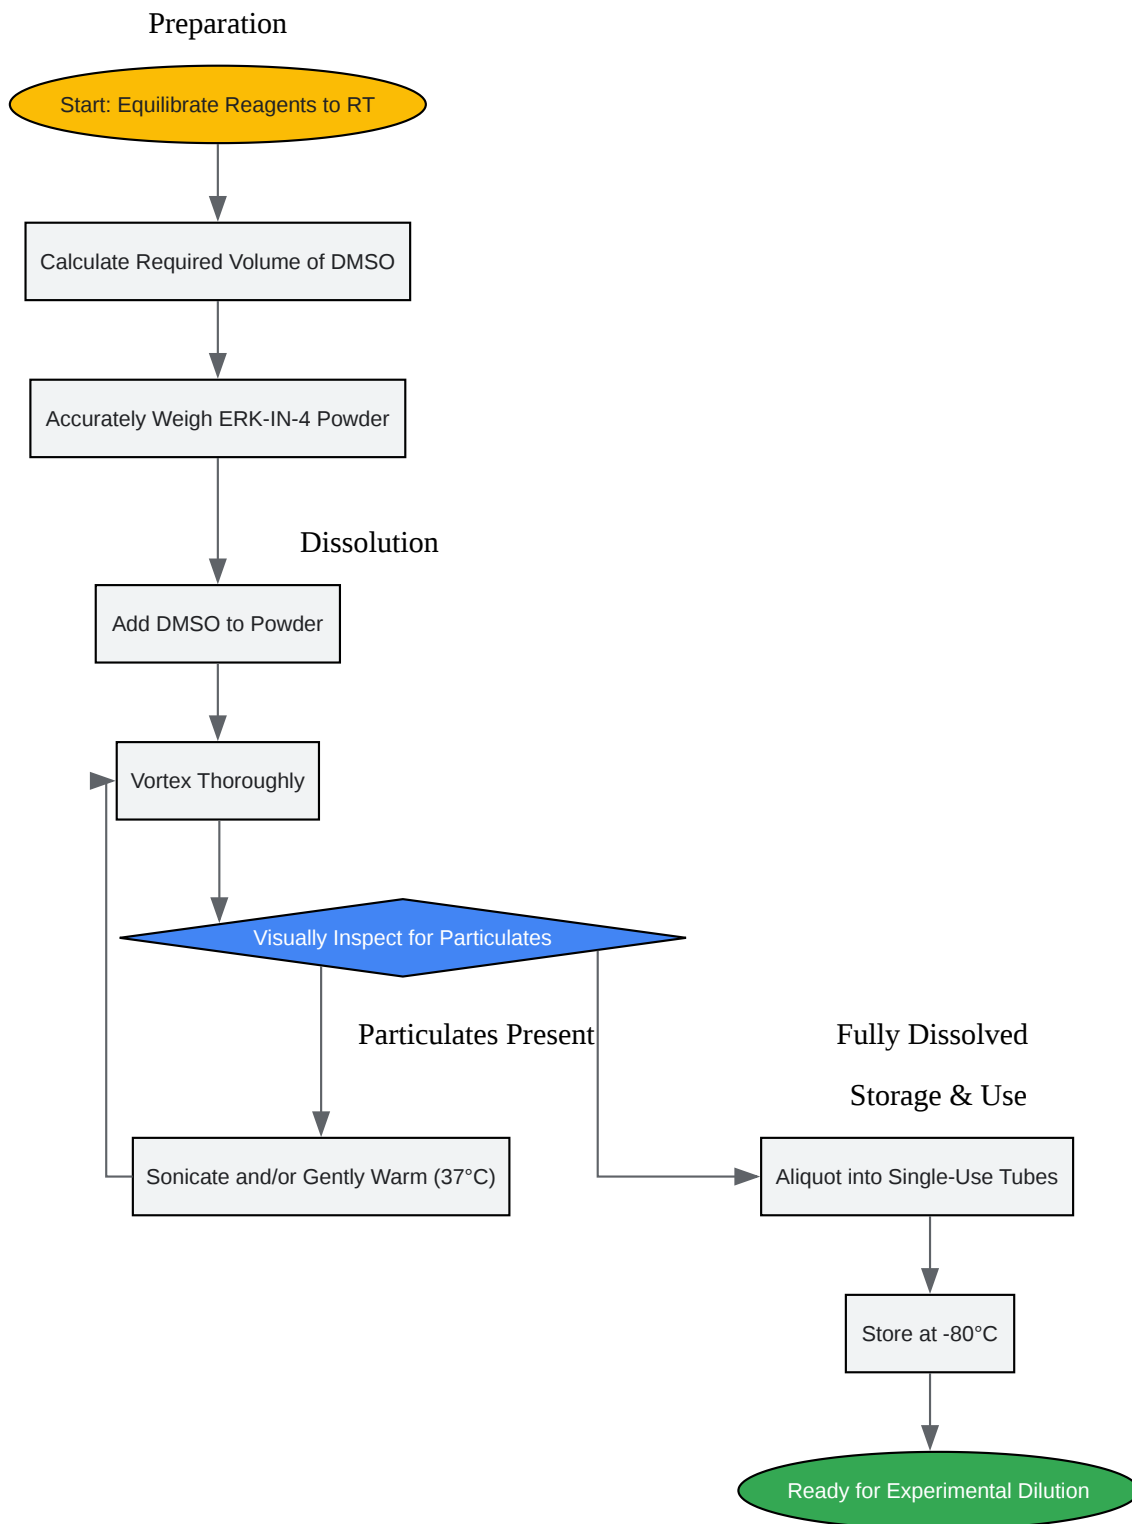 Preparation
Start: Equilibrate Reagents to RT
Calculate Required Volume of DMSO
Accurately Weigh ERK-IN-4 Powder
Dissolution
Add DMSO to Powder
Vortex Thoroughly
Visually Inspect for Particulates
Particulates Present
Fully Dissolved
Storage & Use
Sonicate and/or Gently Warm (37°C)
Aliquot into Single-Use Tubes
Store at -80°C
Ready for Experimental Dilution